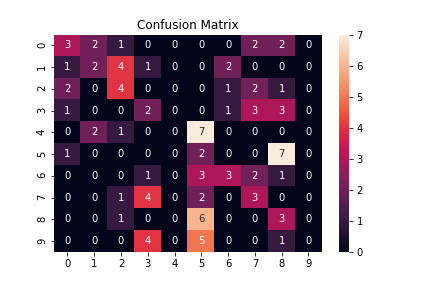 Confusion Matrix
0 3 2 1 0 0 0 0 2 2 0
1 1 2 4 1 0 0 2 0 0 0
2 2 0 4 0 0 0 1 2 1 0
3 1 0 0 2 0 0 1 3 3 0
4 0 2 1 0 0 7 0 0 0 0
5 1 0 0 0 0 2 0 0 7 0
6 0 0 0 1 0 3 3 2 1 0
7 0 0 1 4 0 2 0 3 0 0
8 0 0 1 0 0 6 0 0 3 0
9 0 0 0 4 0 5 0 0 1 0
0 1 2 3 4 5 6 7 8 9
7
6
5
4
3
2
1
0